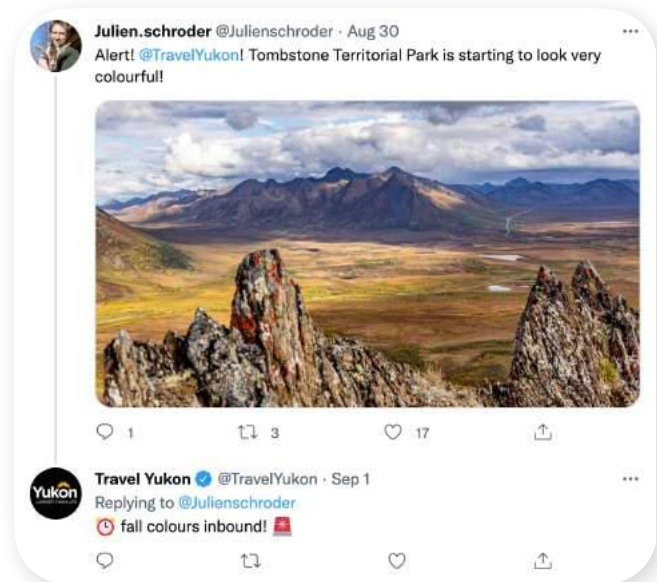 Julien.schroder @Julienschroder · Aug 30
Alert! @TravelYukon! Tombstone Territorial Park is starting to look very
colourful!
1 3 17
Travel Yukon @TravelYukon · Sep 1
Yukon
Replying to @Julienschroder
⏰ fall colours inbound! 🚨